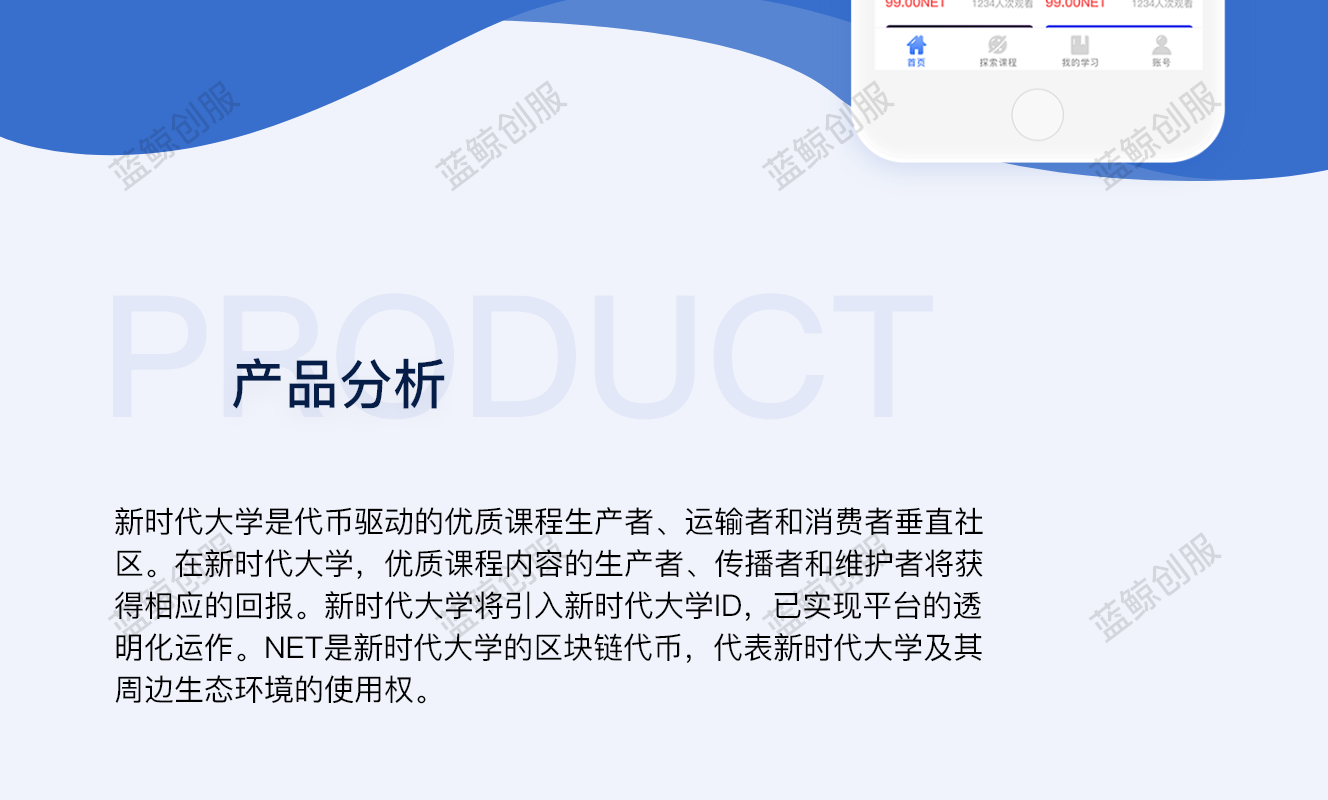 99.00NET 1234人次观看 99.00NET 1234人次观看
首页 探索课程 我的学习 账号
蓝鲸创服 蓝鲸创服 蓝鲸创服 蓝鲸创服
PRODUCT
产品分析
新时代大学是代币驱动的优质课程生产者、运输者和消费者垂直社
区。在新时代大学，优质课程内容的生产者、传播者和维护者将获
得相应的回报。新时代大学将引入新时代大学ID，已实现平台的透
明化运作。NET是新时代大学的区块链代币，代表新时代大学及其
周边生态环境的使用权。
蓝鲸创服 蓝鲸创服 蓝鲸创服 蓝鲸创服